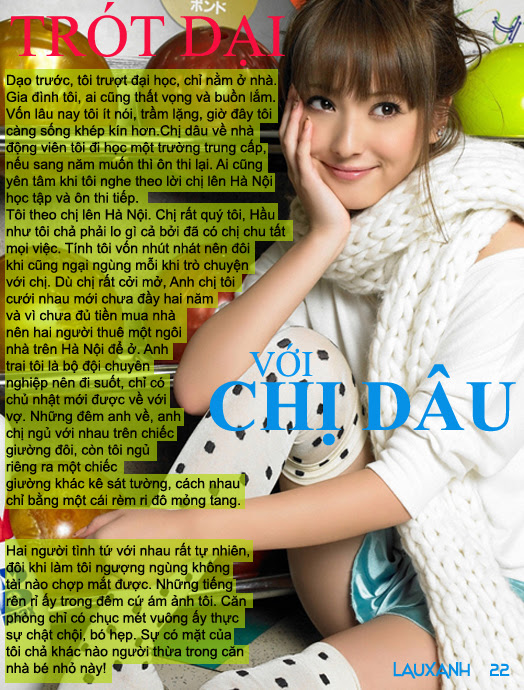 ポンド
TRÓT DẠI
Dạo trước, tôi trượt đại học, chỉ nằm ở nhà.
Gia đình tôi, ai cũng thất vọng và buồn lắm.
Vốn lâu nay tôi ít nói, trầm lặng, giờ đây tôi
càng sống khép kín hơn.Chị dâu về nhà
động viên tôi đi học một trường trung cấp,
nếu sang năm muốn thì ôn thi lại. Ai cũng
yên tâm khi tôi nghe theo lời chị lên Hà Nội
học tập và ôn thi tiếp.
Tôi theo chị lên Hà Nội. Chị rất quý tôi, Hầu
như tôi chả phải lo gì cả bởi đã có chị chu tất
mọi việc. Tính tôi vốn nhút nhát nên đôi
khi cũng ngại ngùng mỗi khi trò chuyện
với chị. Dù chị rất cởi mở, Anh chị tôi
cưới nhau mới chưa đầy hai năm
và vì chưa đủ tiền mua nhà
nên hai người thuê một ngôi
nhà trên Hà Nội để ở. Anh
trai tôi là bộ đội chuyên
nghiệp nên đi suốt, chỉ có
chủ nhật mới được về với
vợ. Những đêm anh về, anh
chị ngủ với nhau trên chiếc
giường đôi, còn tôi ngủ
riêng ra một chiếc
giường khác kê sát tường, cách nhau
chỉ bằng một cái rèm ri đô mỏng tang.
VỚI
CHỊ DÂU
Hai người tình tứ với nhau rất tự nhiên,
đôi khi làm tôi ngượng ngùng không
tài nào chợp mắt được. Những tiếng
rên rỉ ấy trong đêm cứ ám ảnh tôi. Căn
phòng chỉ có chục mét vuông ấy thực
sự chật chội, bó hẹp. Sự có mặt của
tôi chả khác nào người thừa trong căn
nhà bé nhỏ này!
LAUXANH 22